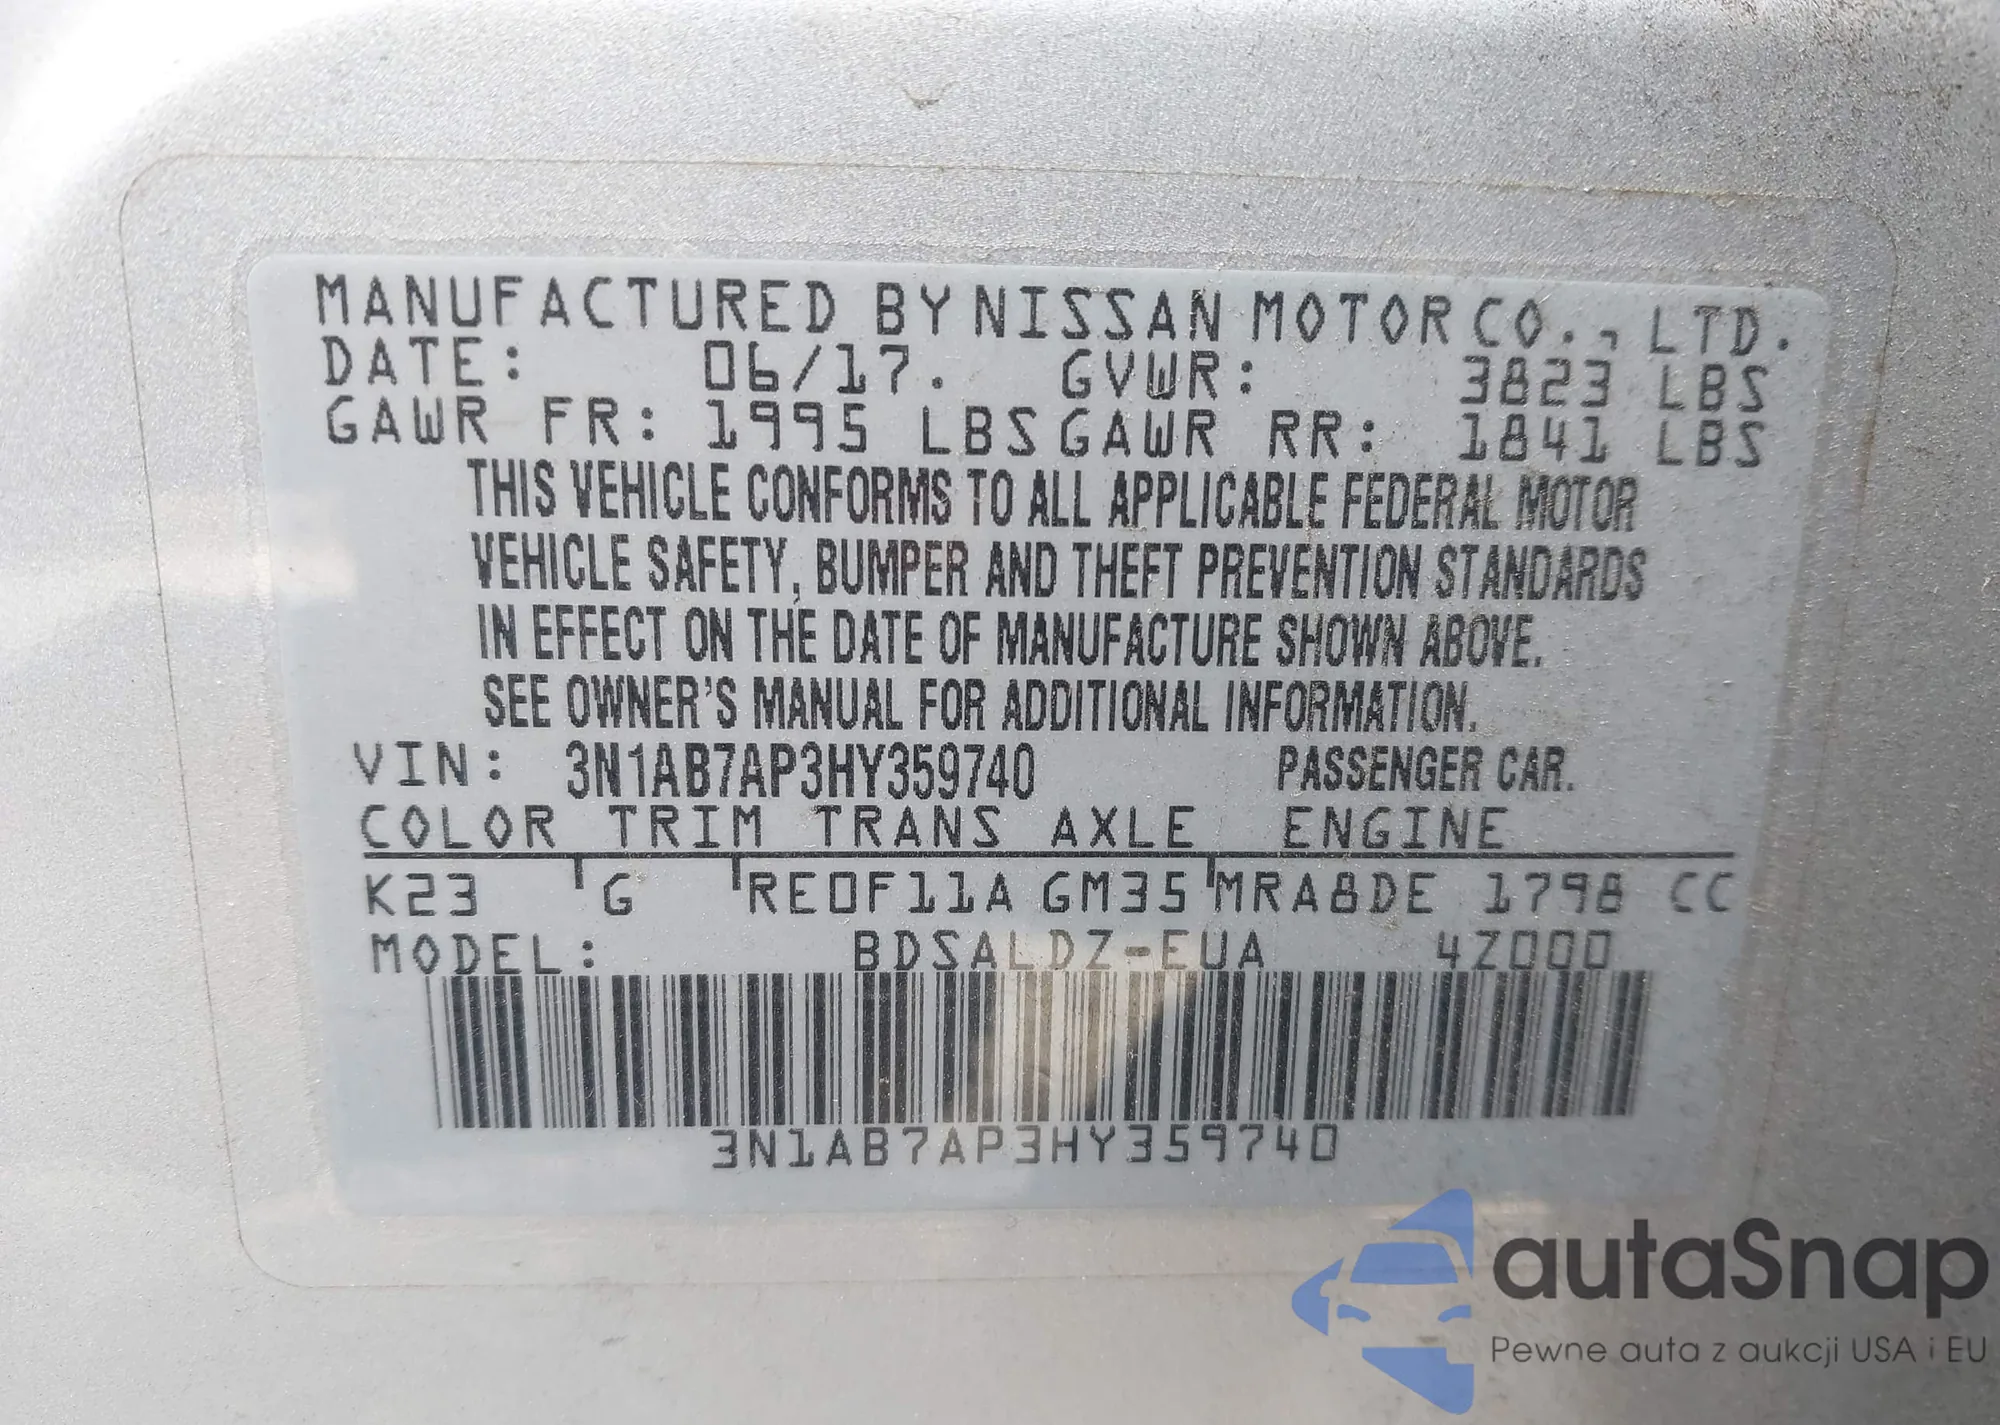 MANUFACTURED BY NISSAN MOTOR CO., LTD.
DATE: 06/17. GVWR: 3823 LBS
GAWR FR: 1995 LBS GAWR RR: 1841 LBS
THIS VEHICLE CONFORMS TO ALL APPLICABLE FEDERAL MOTOR
VEHICLE SAFETY, BUMPER AND THEFT PREVENTION STANDARDS
IN EFFECT ON THE DATE OF MANUFACTURE SHOWN ABOVE.
SEE OWNER'S MANUAL FOR ADDITIONAL INFORMATION.
VIN: 3N1AB7AP3HY359740 PASSENGER CAR.
COLOR TRIM TRANS AXLE ENGINE
K23 G RE0F11A GM35 MRA8DE 1798 CC
MODEL: BDSALDZ-EUA 4Z000
3N1AB7AP3HY359740
autaSnap
Pewne auta z aukcji USA i EU